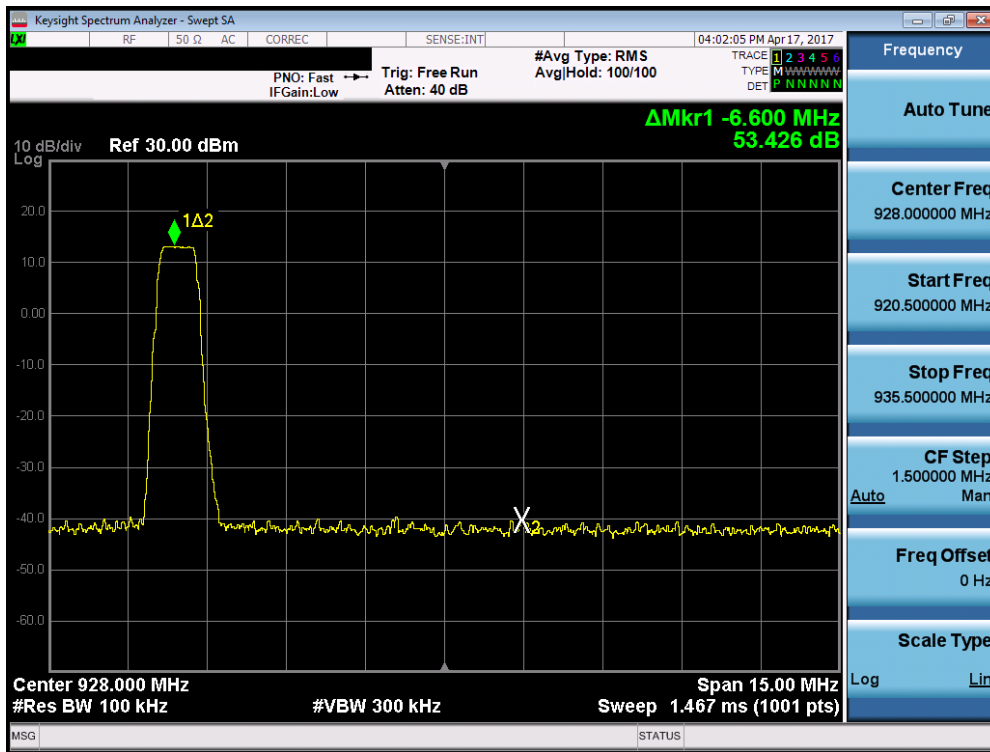 Keysight Spectrum Analyzer - Swept SA
LXI RF 50 Ω AC CORREC SENSE:INT 04:02:05 PM Apr 17, 2017
PNO: Fast
IFGain:Low
Trig: Free Run
Atten: 40 dB
#Avg Type: RMS
Avg|Hold: 100/100
TRACE 1 2 3 4 5 6
TYPE M WWWWW
DET P N N N N N
ΔMkr1 -6.600 MHz
53.426 dB
10 dB/div Ref 30.00 dBm
Log
20.0
10.0
0.00
-10.0
-20.0
-30.0
-40.0
-50.0
-60.0
1Δ2
X2
Center 928.000 MHz Span 15.00 MHz
#Res BW 100 kHz #VBW 300 kHz Sweep 1.467 ms (1001 pts)
MSG STATUS
Frequency
Auto Tune
Center Freq
928.000000 MHz
Start Freq
920.500000 MHz
Stop Freq
935.500000 MHz
CF Step
1.500000 MHz
Auto Man
Freq Offset
0 Hz
Scale Type
Log Lin